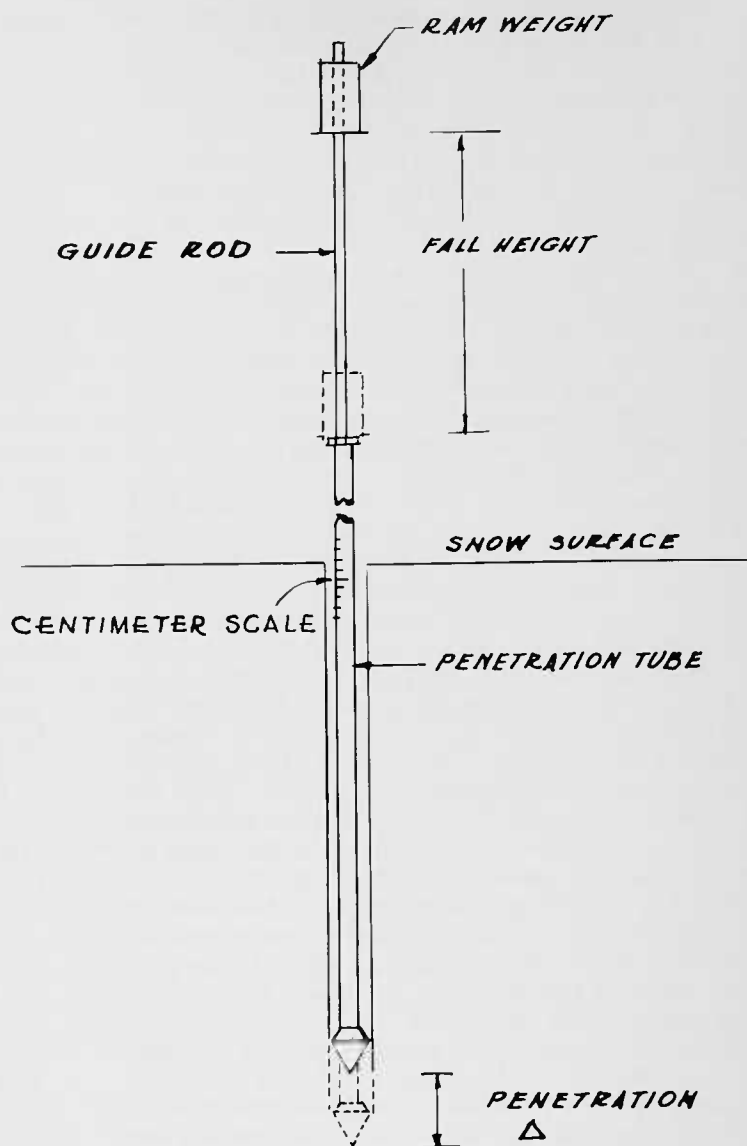 RAM WEIGHT
GUIDE ROD
FALL HEIGHT
SNOW SURFACE
CENTIMETER SCALE
PENETRATION TUBE
PENETRATION
Δ